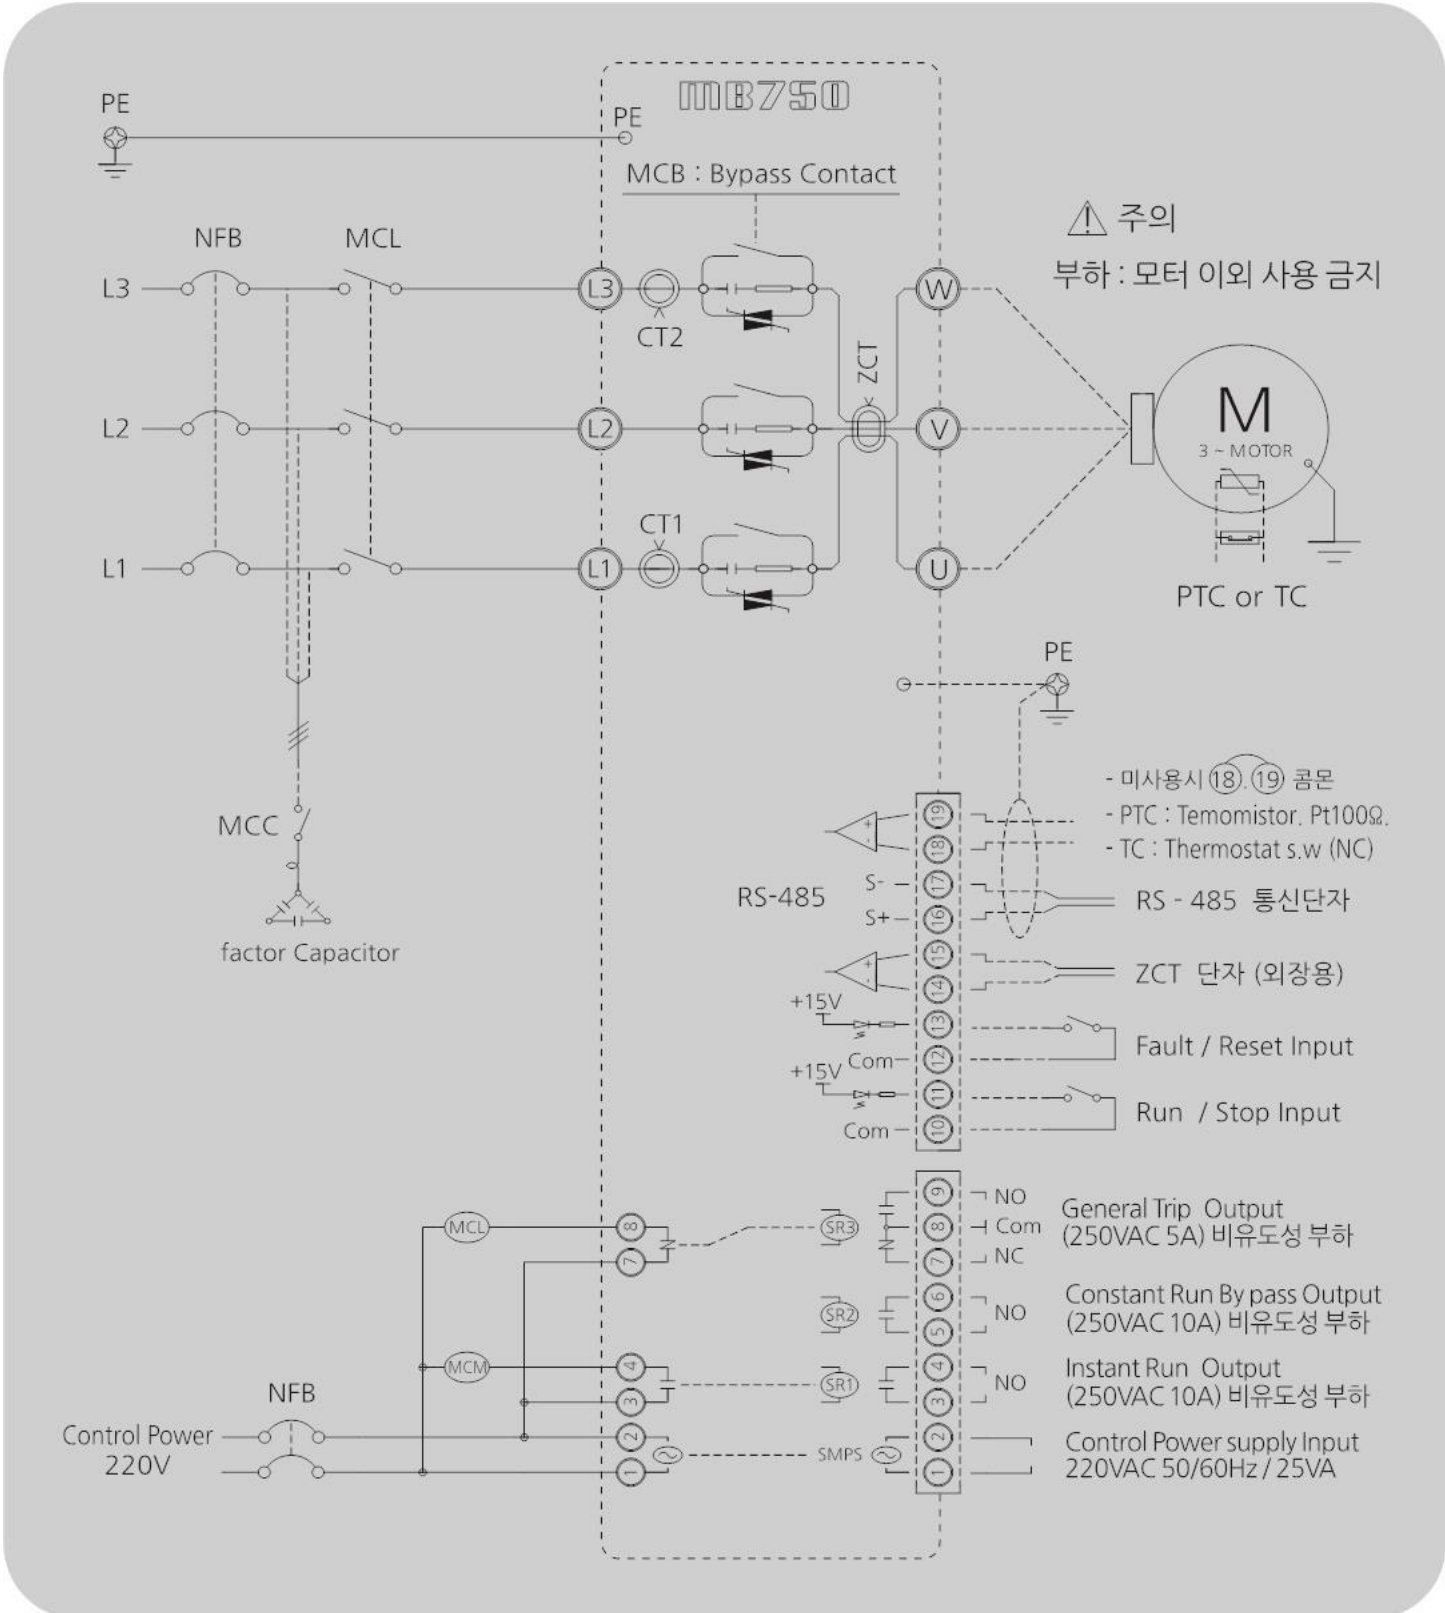 MB750
PE
PE
MCB : Bypass Contact
⚠ 주의
부하 : 모터 이외 사용 금지
NFB
MCL
L3
L3
CT2
W
ZCT
L2
L2
V
M
3 ~ MOTOR
CT1
L1
L1
U
PTC or TC
PE
MCC
factor Capacitor
- 미사용시 18. 19 콤몬
- PTC : Temomistor. Pt100Ω.
- TC : Thermostat s.w (NC)
19
+
-
18
RS-485
S-
17
S+
16
RS - 485 통신단자
15
+
-
14
ZCT 단자 (외장용)
+15V
13
Com
12
Fault / Reset Input
+15V
11
Com
10
Run / Stop Input
MCL
8
7
SR3
9
NO
8
Com
7
NC
General Trip Output
(250VAC 5A) 비유도성 부하
SR2
6
5
NO
Constant Run By pass Output
(250VAC 10A) 비유도성 부하
MCM
4
3
SR1
4
3
NO
Instant Run Output
(250VAC 10A) 비유도성 부하
NFB
Control Power
220V
2
1
SMPS
2
1
Control Power supply Input
220VAC 50/60Hz / 25VA